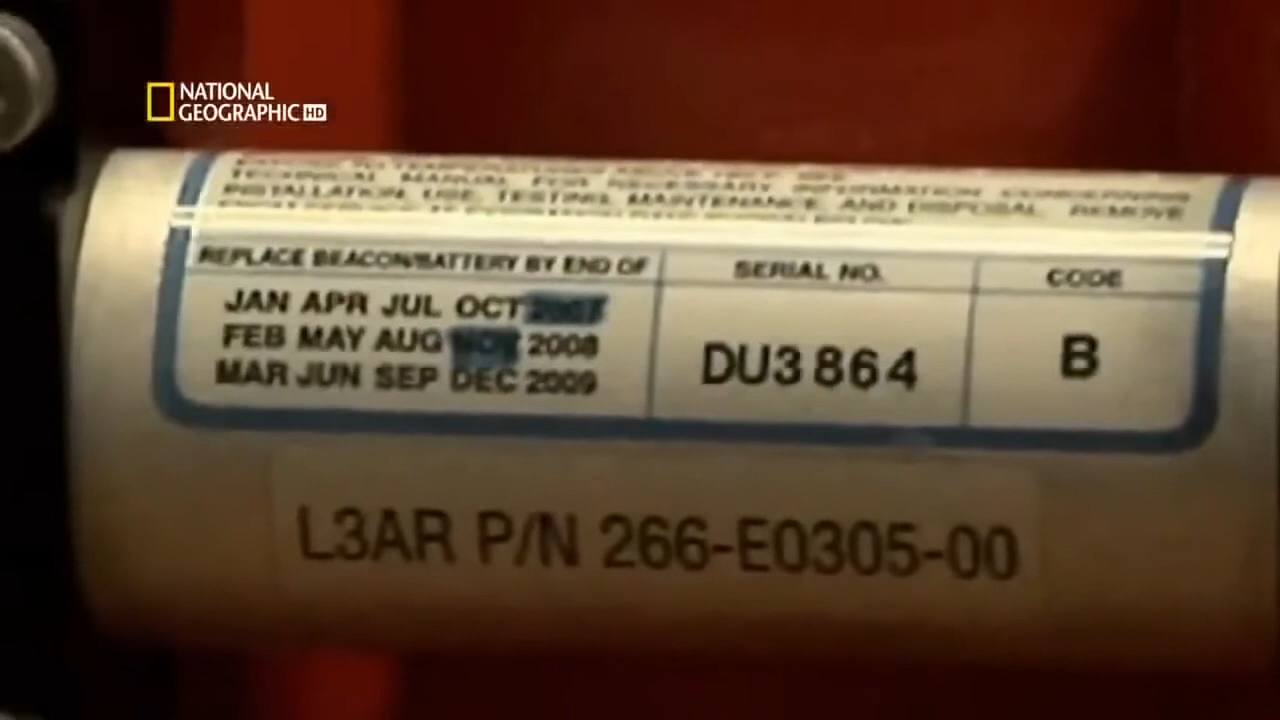 NATIONAL
GEOGRAPHIC HD
TECHNICAL MANUAL FOR NECESSARY INFORMATION CONCERNING
INSTALLATION, USE, TESTING, MAINTENANCE, AND DISPOSAL. REMOVE
REPLACE BEACON/BATTERY BY END OF
SERIAL NO.
CODE
JAN APR JUL OCT 2007
FEB MAY AUG NOV 2008
MAR JUN SEP DEC 2009
DU3864
B
L3AR P/N 266-E0305-00